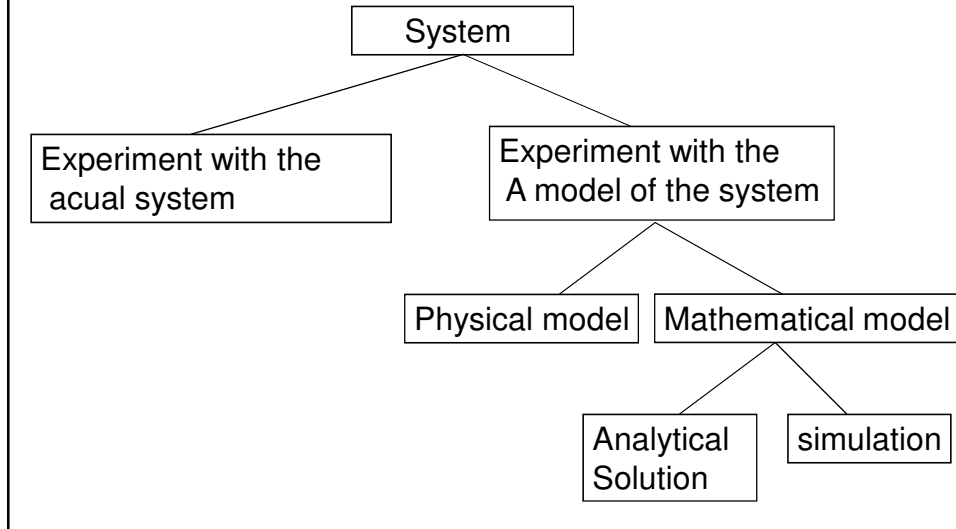 System
Experiment with the
acual system
Experiment with the
A model of the system
Physical model
Mathematical model
Analytical
Solution
simulation